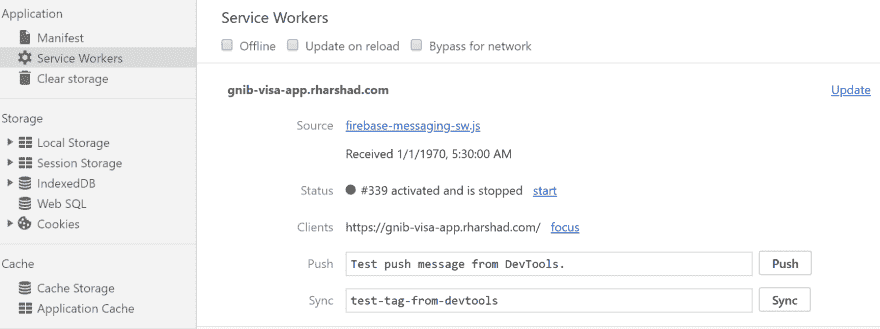 Application
Manifest
Service Workers
Clear storage
Storage
Local Storage
Session Storage
IndexedDB
Web SQL
Cookies
Cache
Cache Storage
Application Cache
Service Workers
Offline Update on reload Bypass for network
gnib-visa-app.rharshad.com Update
Source firebase-messaging-sw.js
Received 1/1/1970, 5:30:00 AM
Status #339 activated and is stopped start
Clients https://gnib-visa-app.rharshad.com/ focus
Push Test push message from DevTools. Push
Sync test-tag-from-devtools Sync